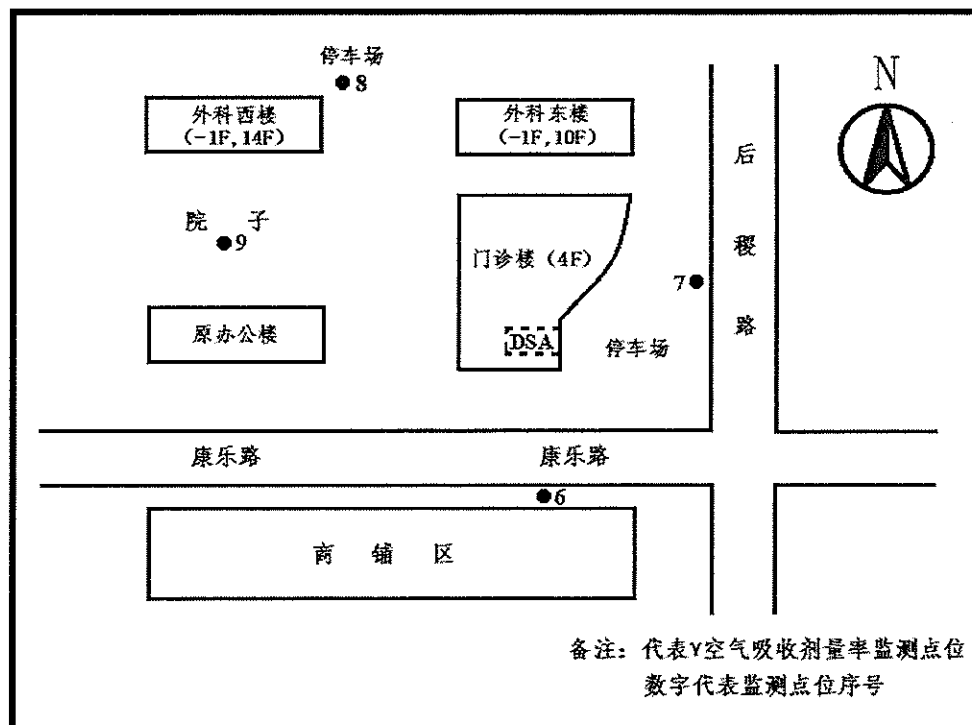 停车场
8
N
外科西楼
(-1F,14F)
外科东楼
(-1F,10F)
后稷路
院 子
9
门诊楼（4F）
7
原办公楼
DSA
停车场
康乐路
康乐路
6
商 铺 区
备注：代表γ空气吸收剂量率监测点位
数字代表监测点位序号